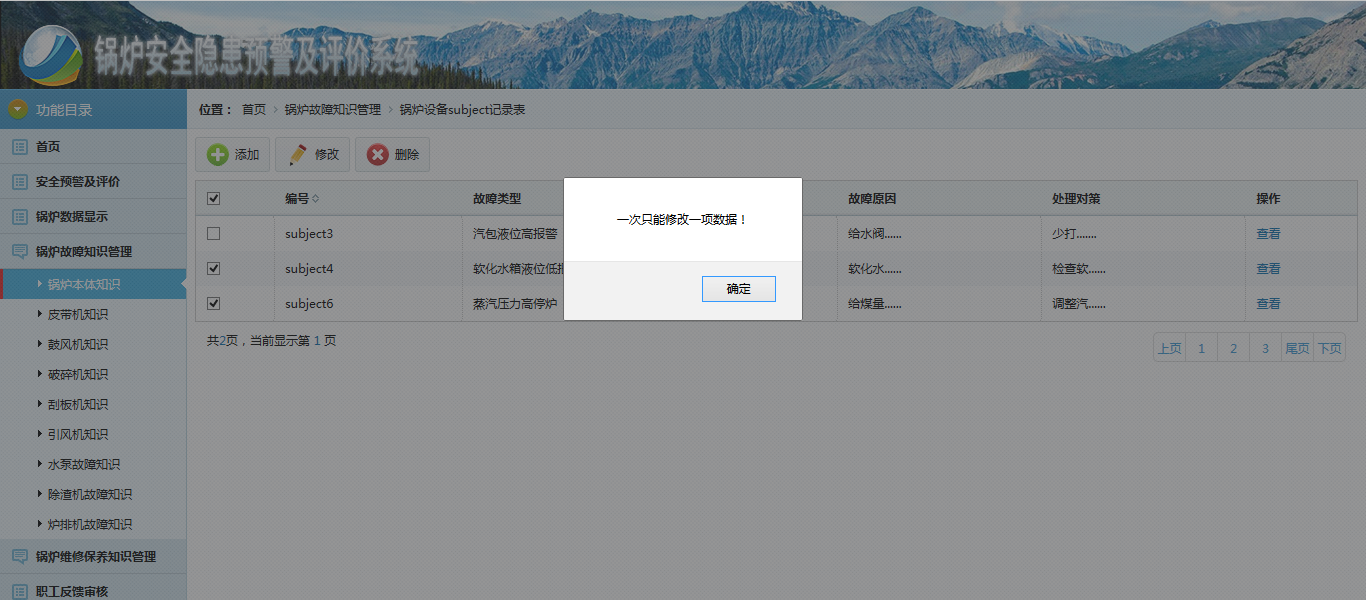 锅炉安全隐患预警及评价系统
功能目录
位置： 首页 > 锅炉故障知识管理 > 锅炉设备subject记录表
首页
安全预警及评价
锅炉数据显示
锅炉故障知识管理
锅炉本体知识
皮带机知识
鼓风机知识
破碎机知识
刮板机知识
引风机知识
水泵故障知识
除渣机故障知识
炉排机故障知识
锅炉维修保养知识管理
职工反馈审核
添加 修改 删除
编号 故障类型 故障原因 处理对策 操作
subject3 汽包液位高报警 给水阀...... 少打....... 查看
subject4 软化水箱液位低报 软化水...... 检查软...... 查看
subject6 蒸汽压力高停炉 给煤量...... 调整汽...... 查看
共2页，当前显示第 1 页
上页 1 2 3 尾页 下页
一次只能修改一项数据！
确定